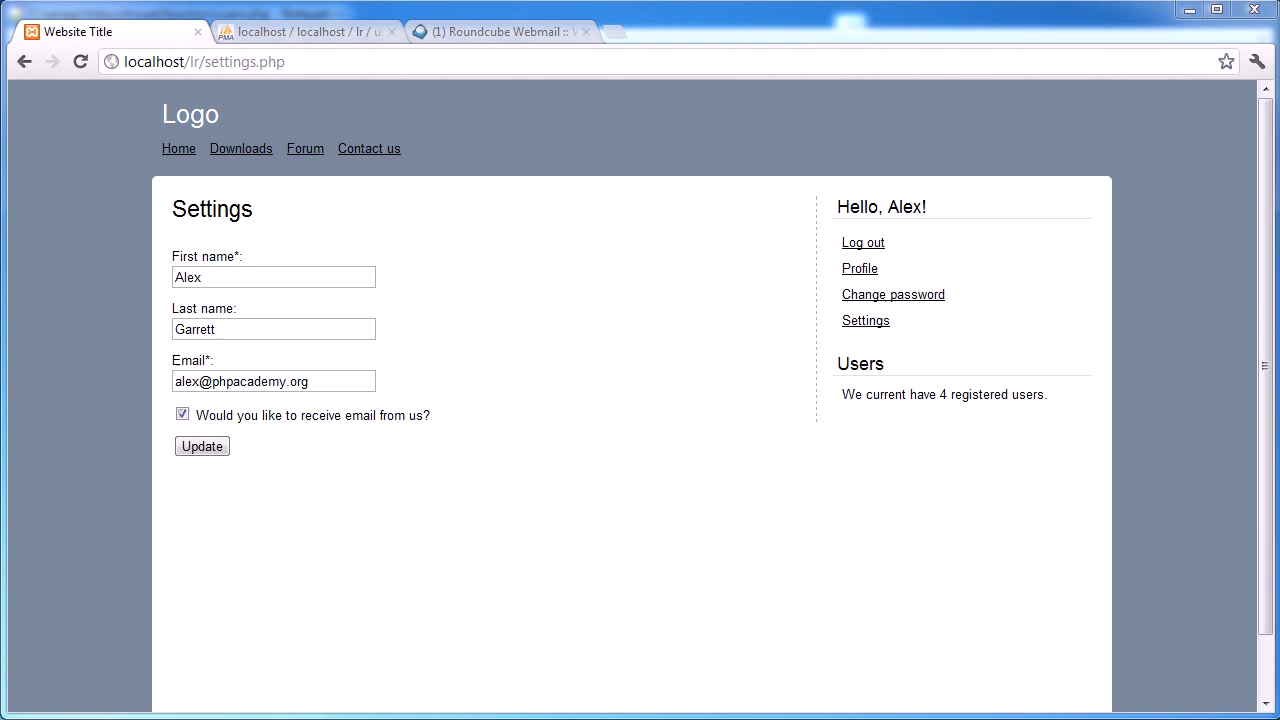 Website Title
localhost / localhost / lr / u
(1) Roundcube Webmail ::
localhost/lr/settings.php
Logo
Home Downloads Forum Contact us
Settings
First name*:
Alex
Last name:
Garrett
Email*:
alex@phpacademy.org
Would you like to receive email from us?
Update
Hello, Alex!
Log out
Profile
Change password
Settings
Users
We current have 4 registered users.